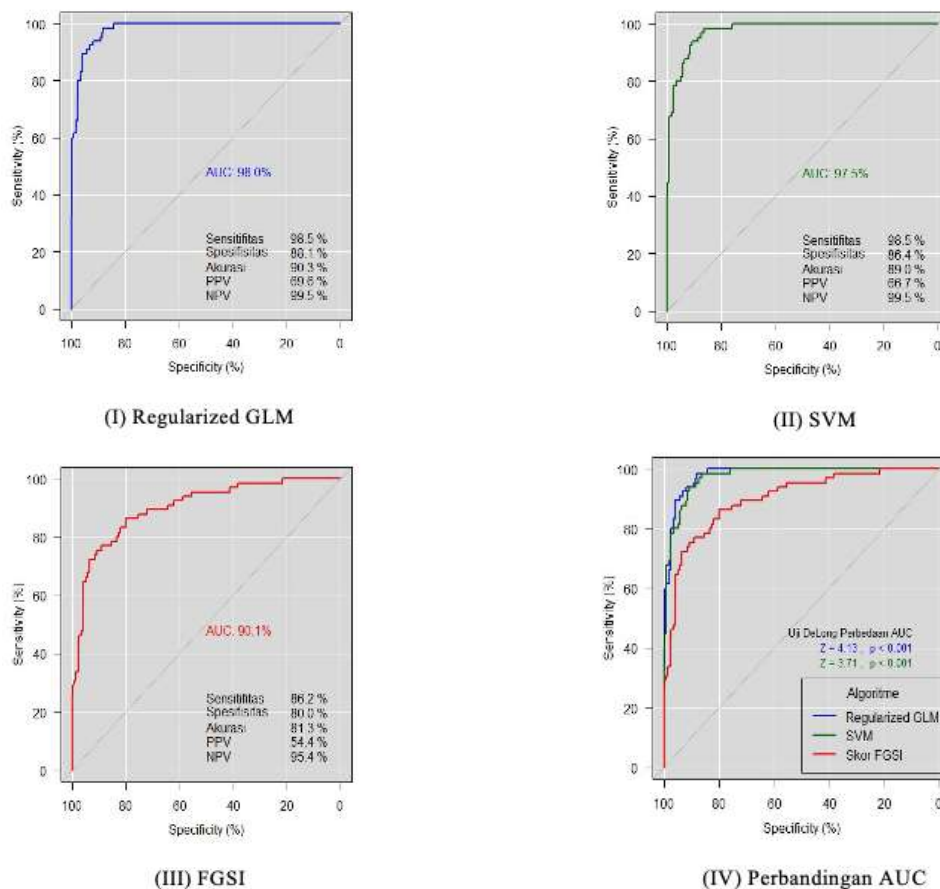 100
80
60
40
20
0
Sensitivity (%)
AUC: 98.0%
Sensitifitas 98.5 %
Spesifisitas 88.1 %
Akurasi 90.3 %
PPV 69.6 %
NPV 99.5 %
100 80 60 40 20 0
Specificity (%)
(I) Regularized GLM
100
80
60
40
20
0
Sensitivity (%)
AUC: 97.5%
Sensitifitas 98.5 %
Spesifisitas 86.4 %
Akurasi 89.0 %
PPV 66.7 %
NPV 99.5 %
100 80 60 40 20 0
Specificity (%)
(II) SVM
100
80
60
40
20
0
Sensitivity (%)
AUC: 90.1%
Sensitifitas 86.2 %
Spesifisitas 80.0 %
Akurasi 81.3 %
PPV 54.4 %
NPV 95.4 %
100 80 60 40 20 0
Specificity (%)
(III) FGSI
100
80
60
40
20
0
Sensitivity (%)
Uji DeLong Perbedaan AUC
Z = 4.13 , p < 0.001
Z = 3.71 , p < 0.001
Algoritme
Regularized GLM
SVM
Skor FGSI
100 80 60 40 20 0
Specificity (%)
(IV) Perbandingan AUC